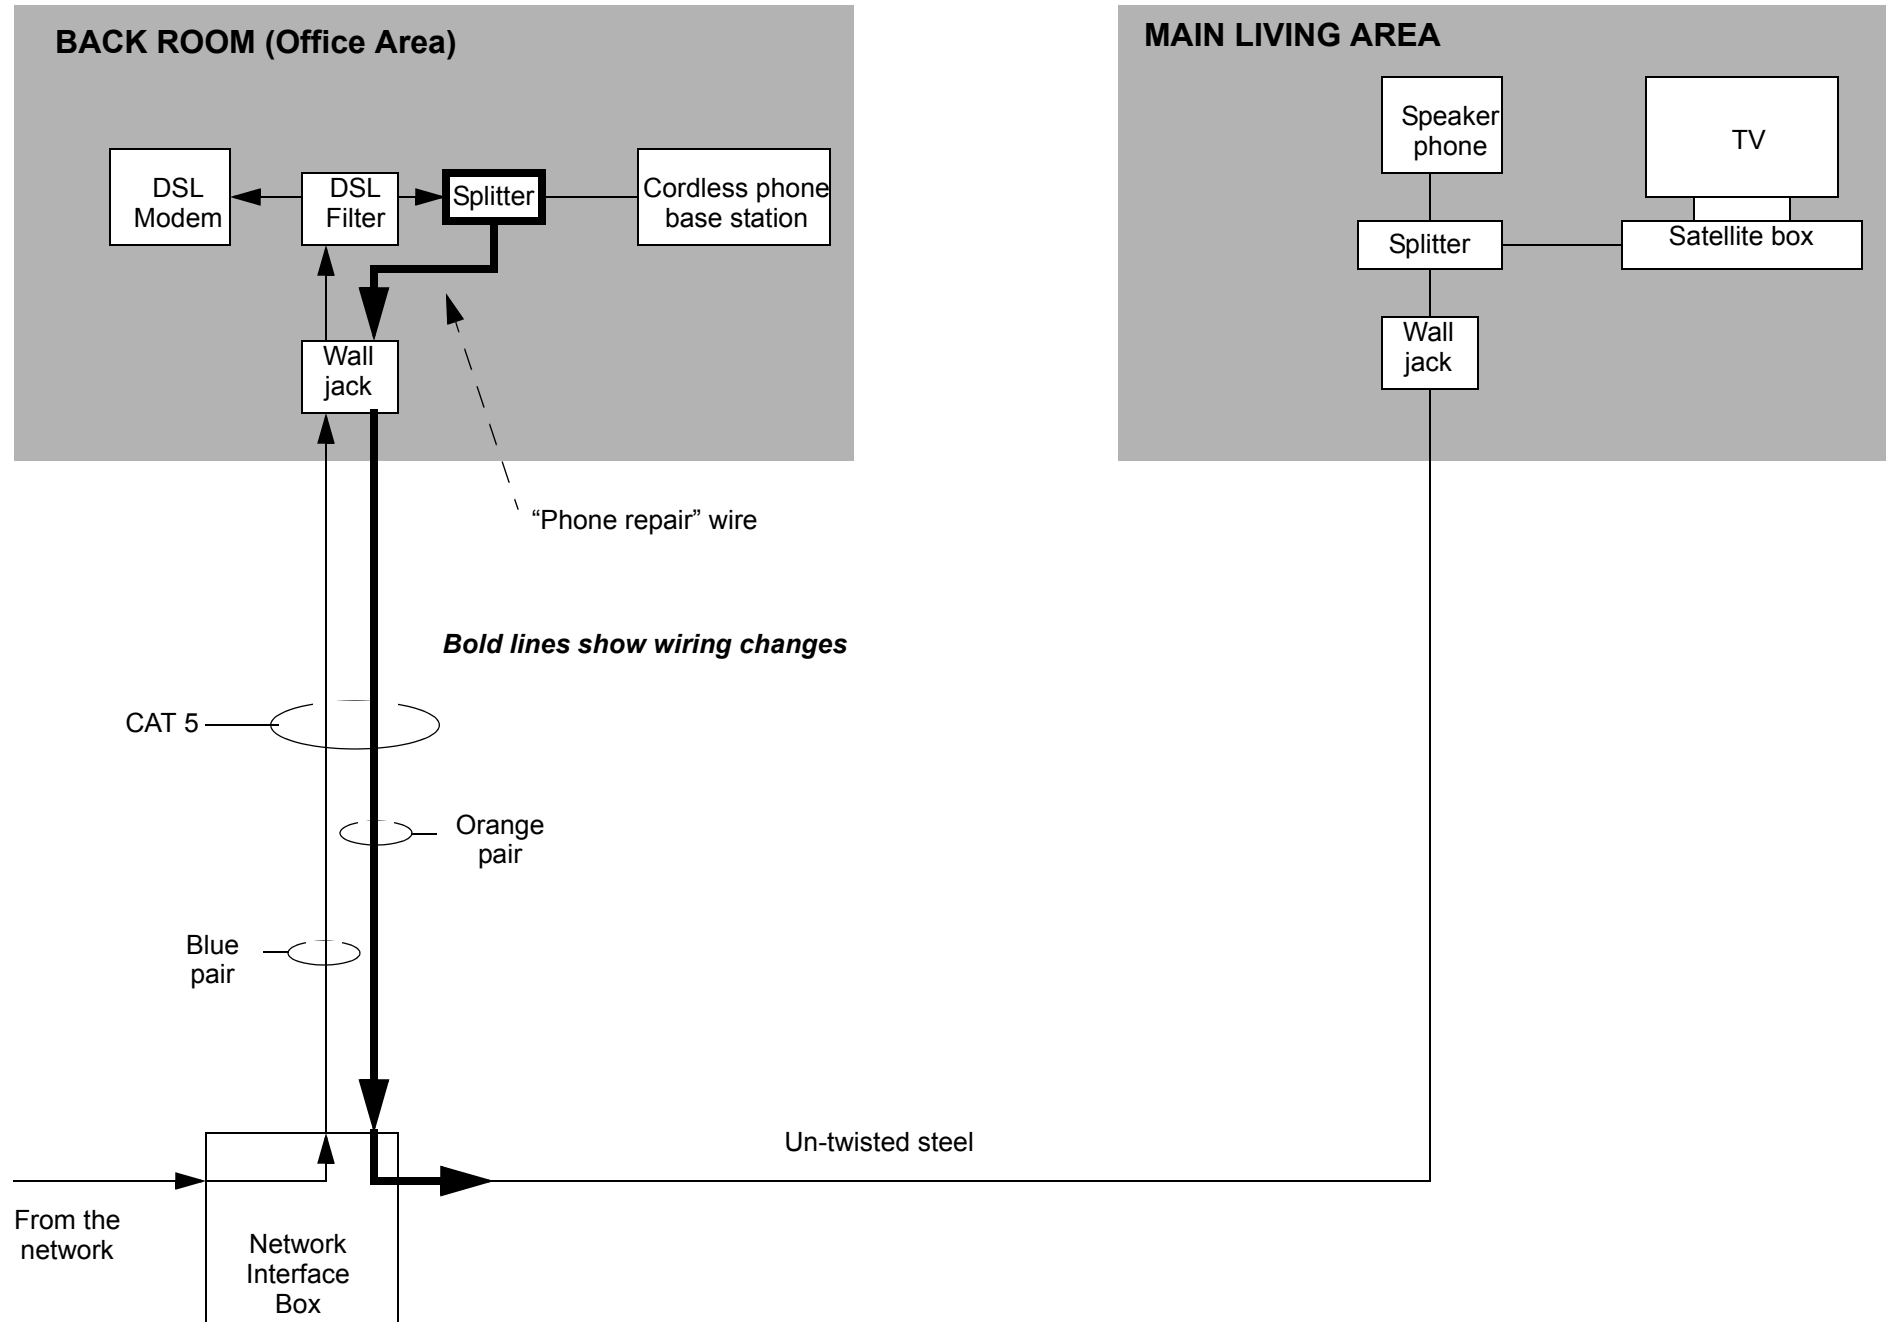 BACK ROOM (Office Area)
MAIN LIVING AREA
DSL
Modem
DSL
Filter
Splitter
Cordless phone
base station
Speaker
phone
TV
Splitter
Satellite box
Wall
jack
Wall
jack
“Phone repair” wire
Bold lines show wiring changes
CAT 5
Orange
pair
Blue
pair
Un-twisted steel
From the
network
Network
Interface
Box